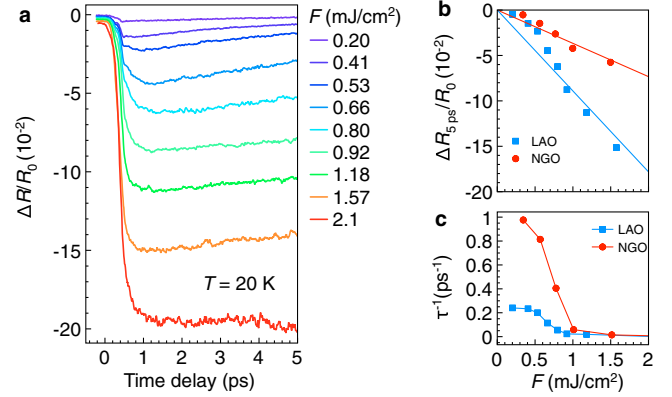 a
F (mJ/cm²)
0
-5
-10
-15
-20
ΔR/R₀ (10⁻²)
0.20
0.41
0.53
0.66
0.80
0.92
1.18
1.57
2.1
T = 20 K
0 1 2 3 4 5
Time delay (ps)
b
0
-5
-10
-15
-20
ΔR₅ ₚₛ/R₀ (10⁻²)
LAO
NGO
c
1
0.8
0.6
0.4
0.2
0
τ⁻¹(ps⁻¹)
LAO
NGO
0 0.5 1 1.5 2
F (mJ/cm²)